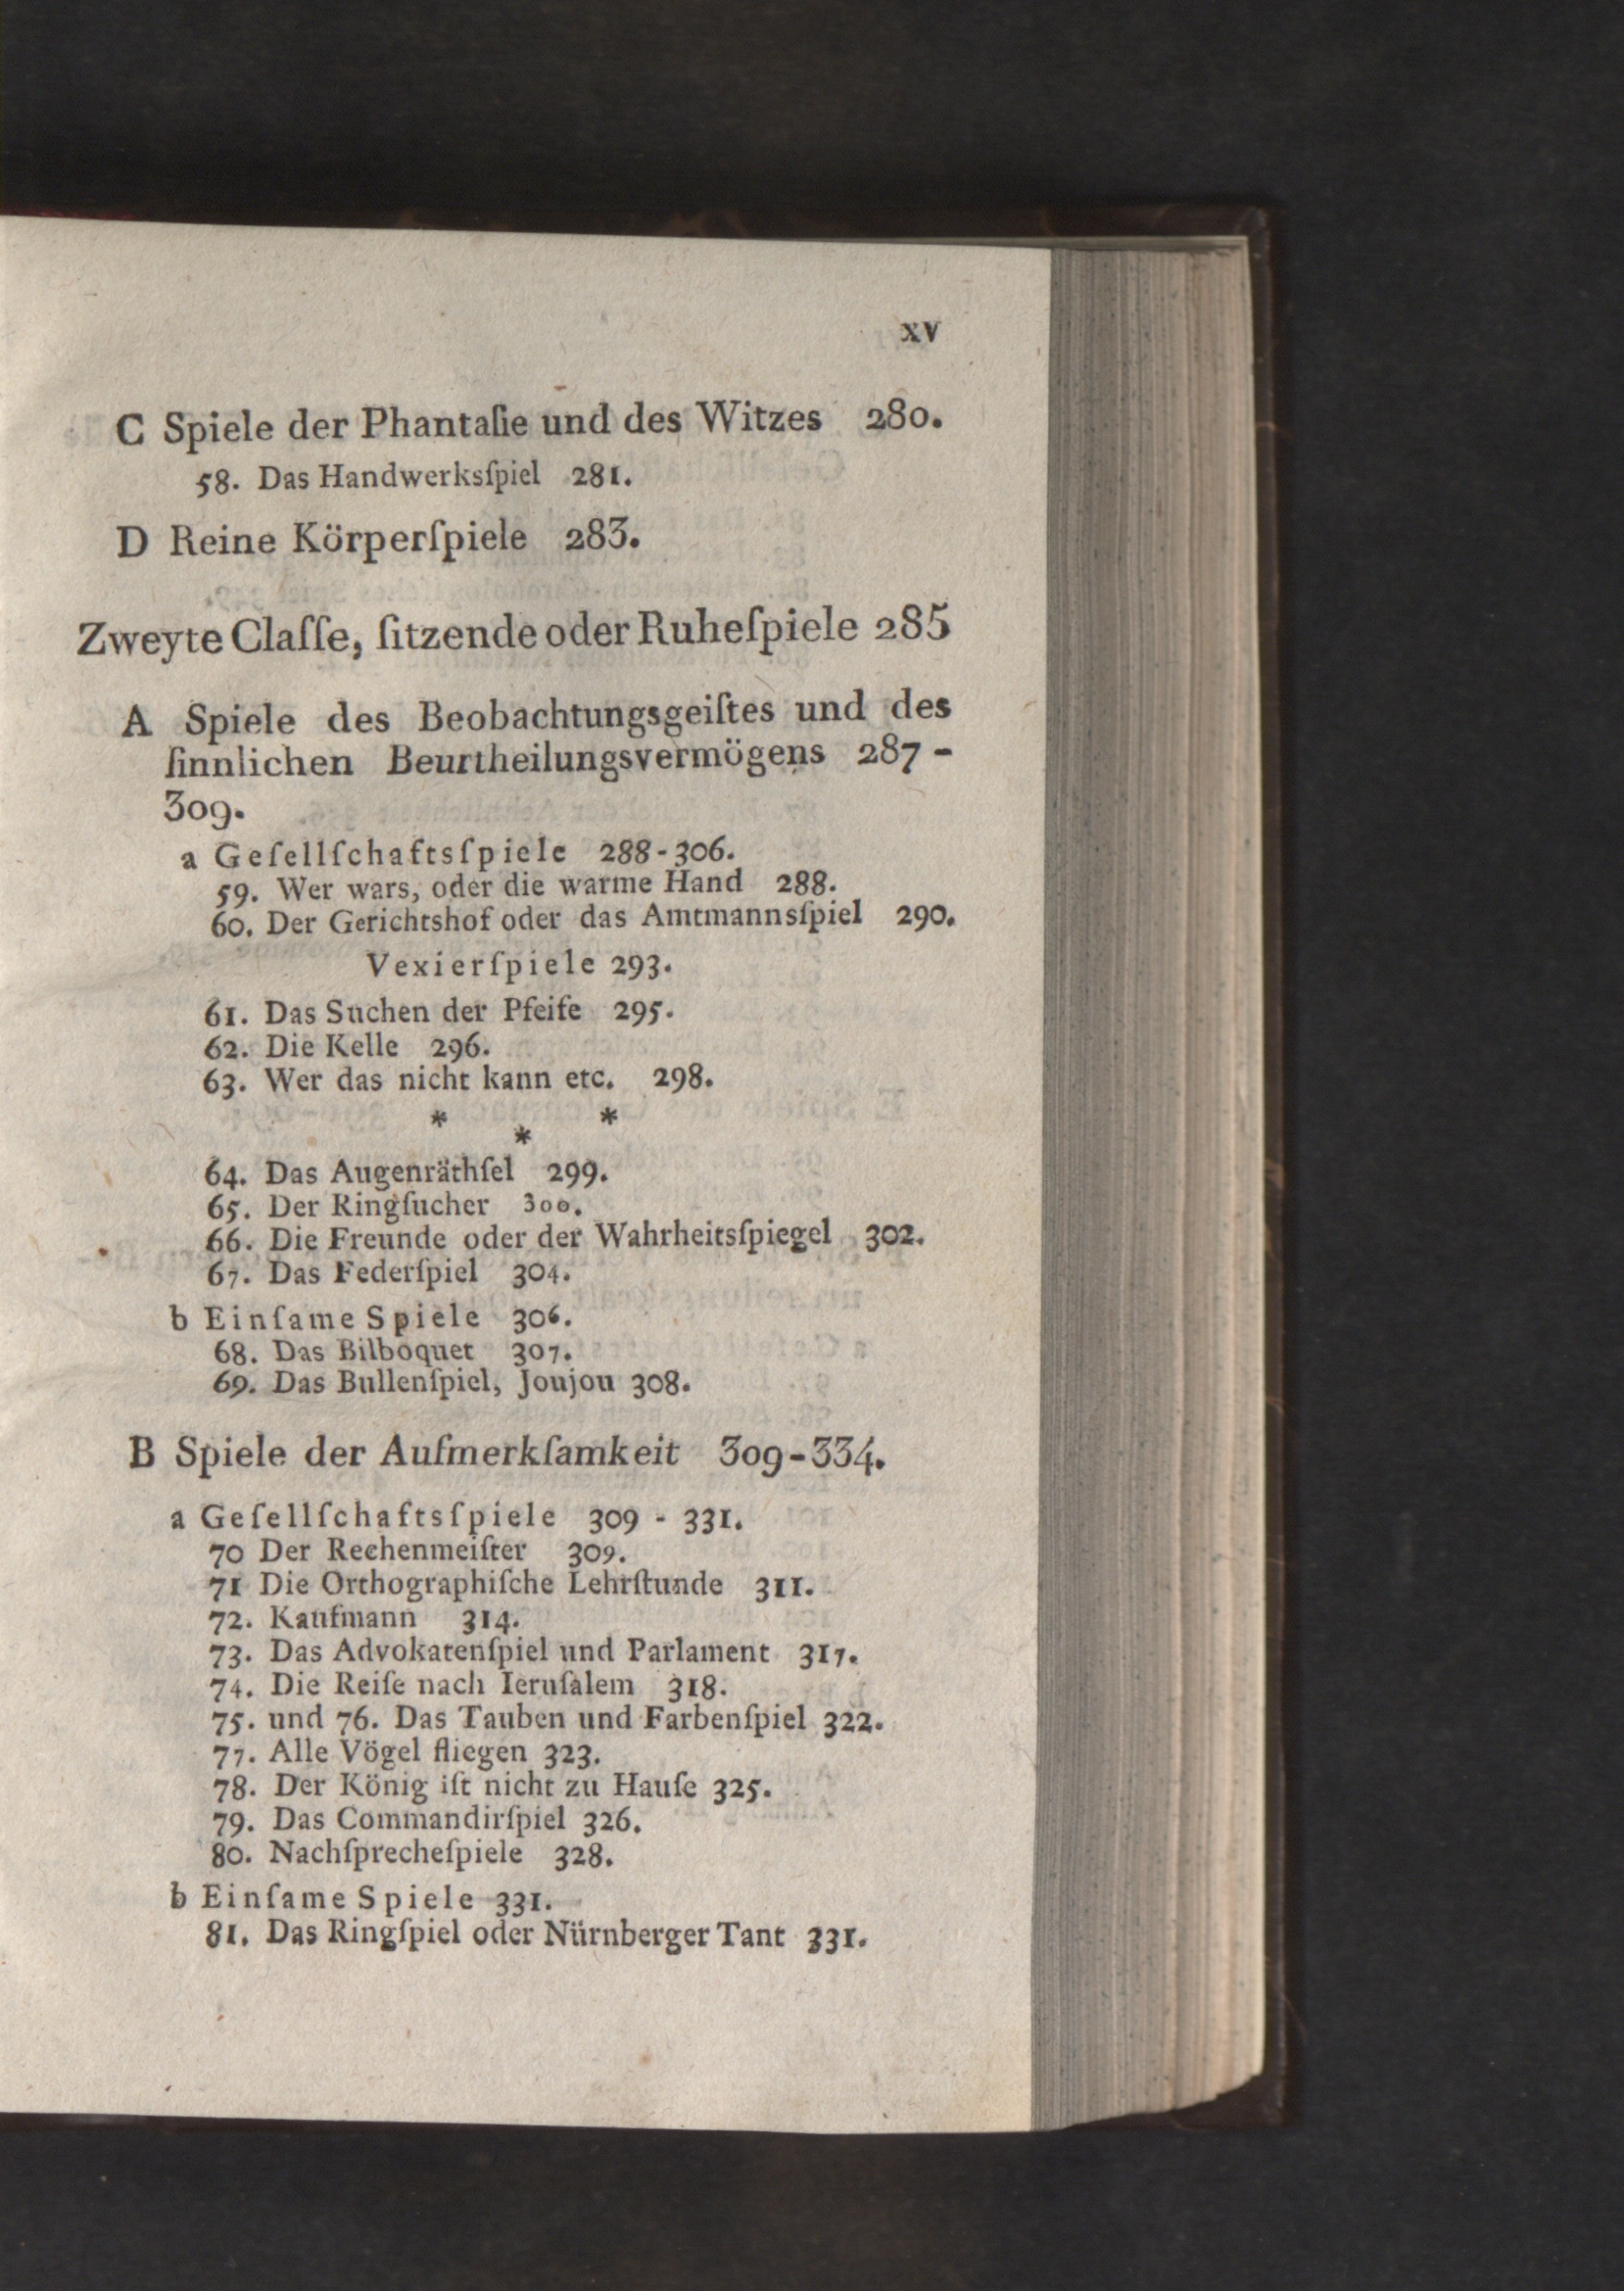 XV
C Spiele der Phantaſie und des Witzes 280.
58. Das Handwerksſpiel 281.
D Reine Körperſpiele 283.
Zweyte Claſſe, ſitzende oder Ruheſpiele 285
A Spiele des Beobachtungsgeiſtes und des
ſinnlichen Beurtheilungsvermögens 287 -
309.
a Geſellſchaftsſpiele 288-306.
59. Wer wars, oder die warme Hand 288.
60. Der Gerichtshof oder das Amtmannsſpiel 290.
Vexierſpiele 293.
61. Das Suchen der Pfeife 295.
62. Die Kelle 296.
63. Wer das nicht kann etc. 298.
* * *
64. Das Augenräthſel 299.
65. Der Ringſucher 300.
66. Die Freunde oder der Wahrheitsſpiegel 302.
67. Das Federſpiel 304.
b Einſame Spiele 306.
68. Das Bilboquet 307.
69. Das Bullenſpiel, Joujou 308.
B Spiele der Aufmerkſamkeit 309-334.
a Geſellſchaftsſpiele 309 - 331.
70 Der Rechenmeiſter 309.
71 Die Orthographiſche Lehrſtunde 311.
72. Kaufmann 314.
73. Das Advokatenſpiel und Parlament 317.
74. Die Reiſe nach Ieruſalem 318.
75. und 76. Das Tauben und Farbenſpiel 322.
77. Alle Vögel fliegen 323.
78. Der König iſt nicht zu Hauſe 325.
79. Das Commandirſpiel 326.
80. Nachſprecheſpiele 328.
b Einſame Spiele 331.
81. Das Ringſpiel oder Nürnberger Tant 331.